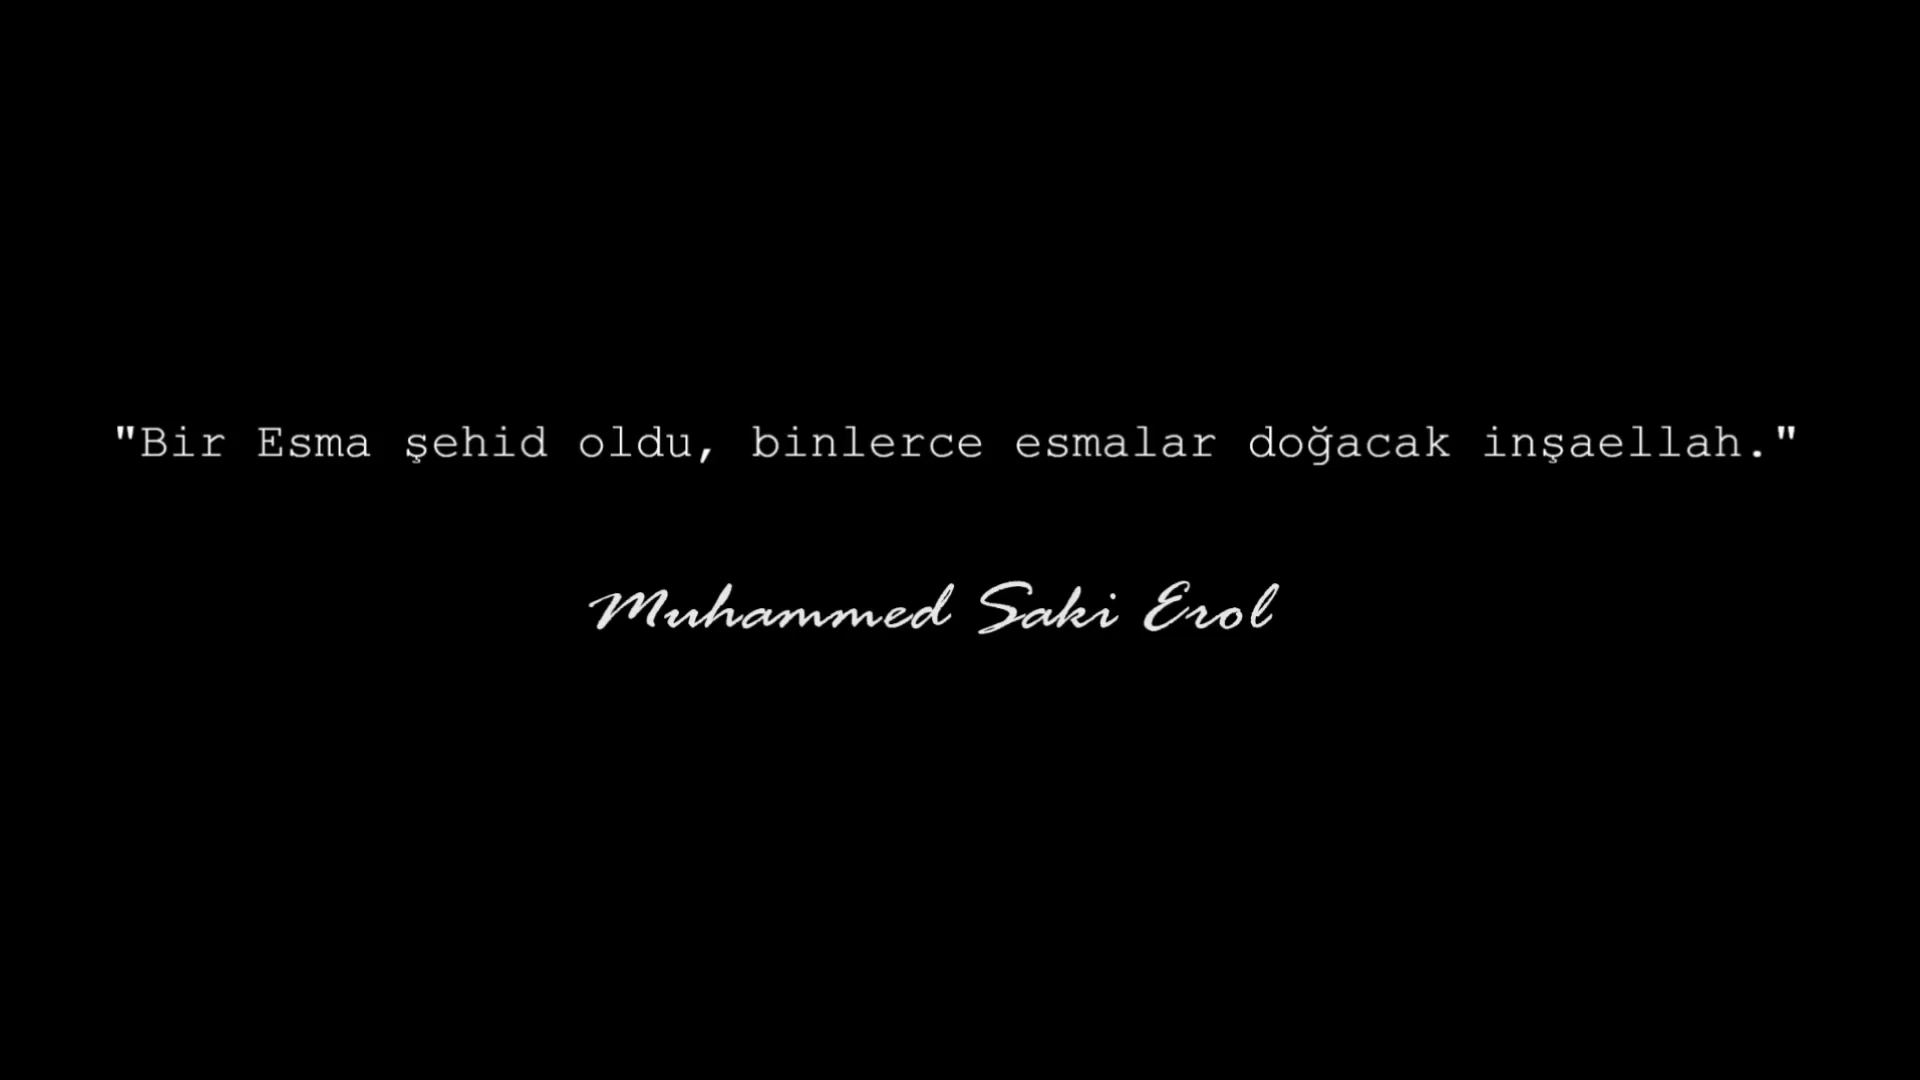 "Bir Esma şehid oldu, binlerce esmalar doğacak inşaellah."
Muhammed Saki Erol